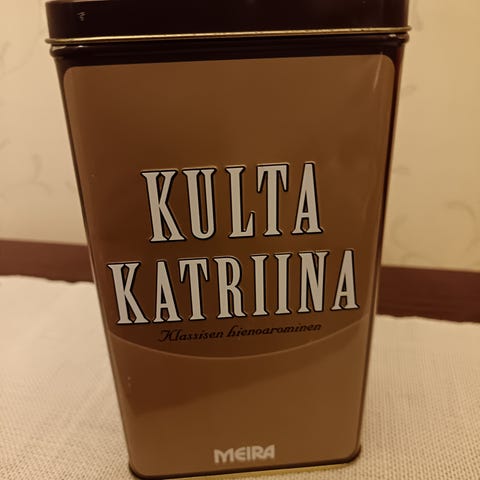 KULTA
KATRIINA
Klassisen hienoarominen
MEIRA